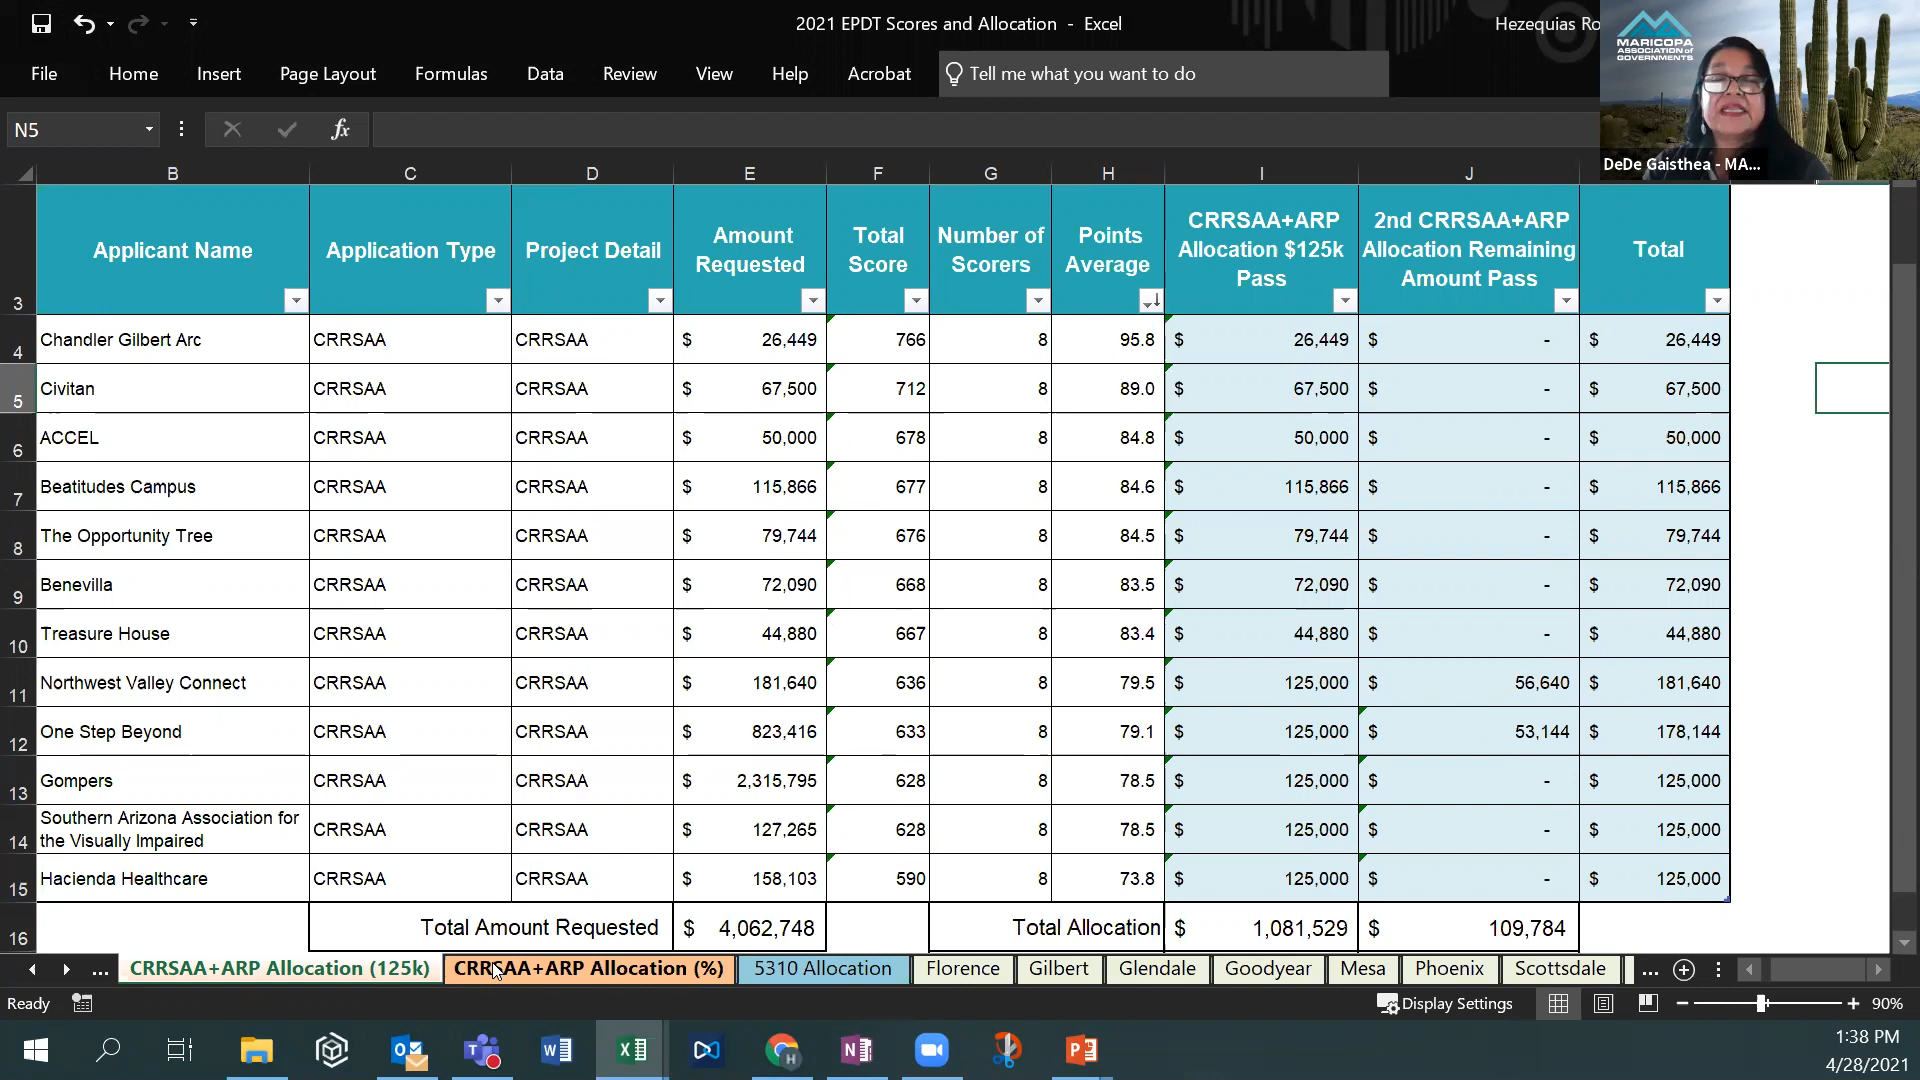 2021 EPDT Scores and Allocation - Excel
Hezequias Ro
MARICOPA
ASSOCIATION of
GOVERNMENTS
File Home Insert Page Layout Formulas Data Review View Help Acrobat Tell me what you want to do
DeDe Gaisthea - MA...
N5 fx
B C D E F G H I J
3 Applicant Name Application Type Project Detail Amount Requested Total Score Number of Scorers Points Average CRRSAA+ARP Allocation $125k Pass 2nd CRRSAA+ARP Allocation Remaining Amount Pass Total
4 Chandler Gilbert Arc CRRSAA CRRSAA $ 26,449 766 8 95.8 $ 26,449 $ - $ 26,449
5 Civitan CRRSAA CRRSAA $ 67,500 712 8 89.0 $ 67,500 $ - $ 67,500
6 ACCEL CRRSAA CRRSAA $ 50,000 678 8 84.8 $ 50,000 $ - $ 50,000
7 Beatitudes Campus CRRSAA CRRSAA $ 115,866 677 8 84.6 $ 115,866 $ - $ 115,866
8 The Opportunity Tree CRRSAA CRRSAA $ 79,744 676 8 84.5 $ 79,744 $ - $ 79,744
9 Benevilla CRRSAA CRRSAA $ 72,090 668 8 83.5 $ 72,090 $ - $ 72,090
10 Treasure House CRRSAA CRRSAA $ 44,880 667 8 83.4 $ 44,880 $ - $ 44,880
11 Northwest Valley Connect CRRSAA CRRSAA $ 181,640 636 8 79.5 $ 125,000 $ 56,640 $ 181,640
12 One Step Beyond CRRSAA CRRSAA $ 823,416 633 8 79.1 $ 125,000 $ 53,144 $ 178,144
13 Gompers CRRSAA CRRSAA $ 2,315,795 628 8 78.5 $ 125,000 $ - $ 125,000
14 Southern Arizona Association for the Visually Impaired CRRSAA CRRSAA $ 127,265 628 8 78.5 $ 125,000 $ - $ 125,000
15 Hacienda Healthcare CRRSAA CRRSAA $ 158,103 590 8 73.8 $ 125,000 $ - $ 125,000
16 Total Amount Requested $ 4,062,748 Total Allocation $ 1,081,529 $ 109,784
... CRRSAA+ARP Allocation (125k) CRRSAA+ARP Allocation (%) 5310 Allocation Florence Gilbert Glendale Goodyear Mesa Phoenix Scottsdale ...
Ready Display Settings 90%
1:38 PM
4/28/2021